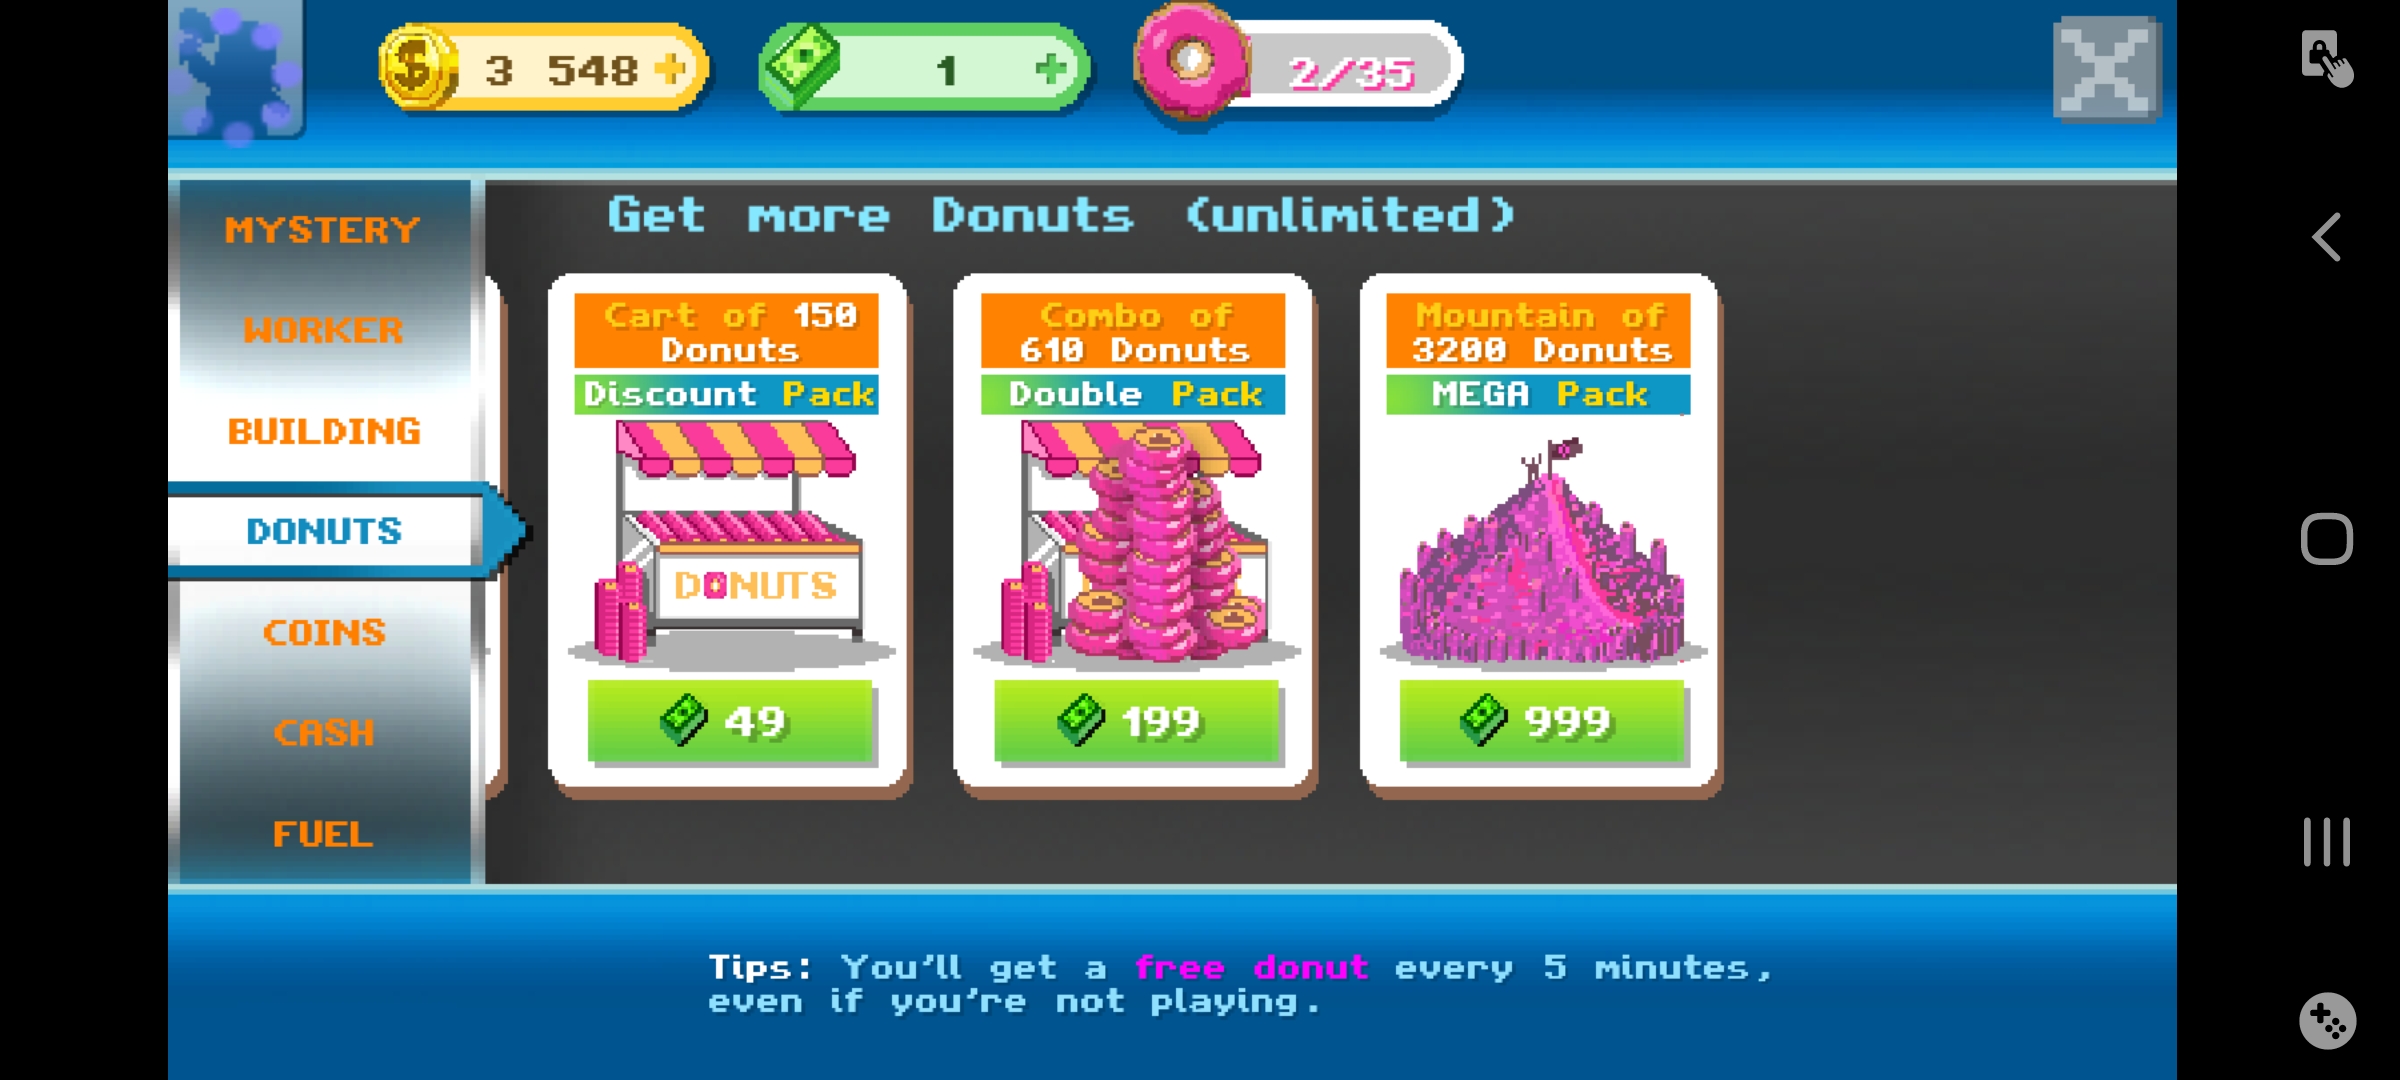 3 548
1
2/35
MYSTERY
WORKER
BUILDING
DONUTS
COINS
CASH
FUEL
Get more Donuts (unlimited)
Cart of 150
Donuts
Discount Pack
DONUTS
49
Combo of
610 Donuts
Double Pack
199
Mountain of
3200 Donuts
MEGA Pack
999
Tips: You'll get a free donut every 5 minutes,
even if you're not playing.